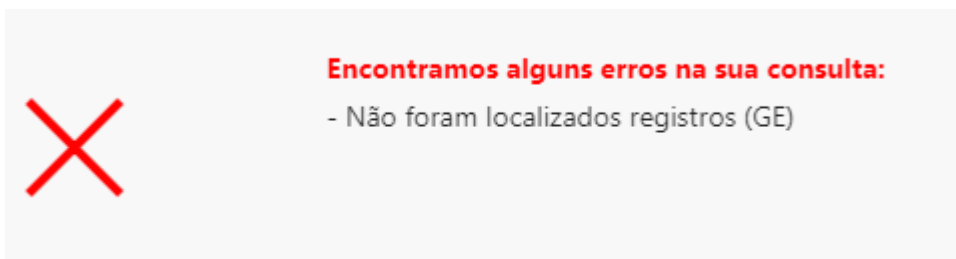 Encontramos alguns erros na sua consulta:
- Não foram localizados registros (GE)